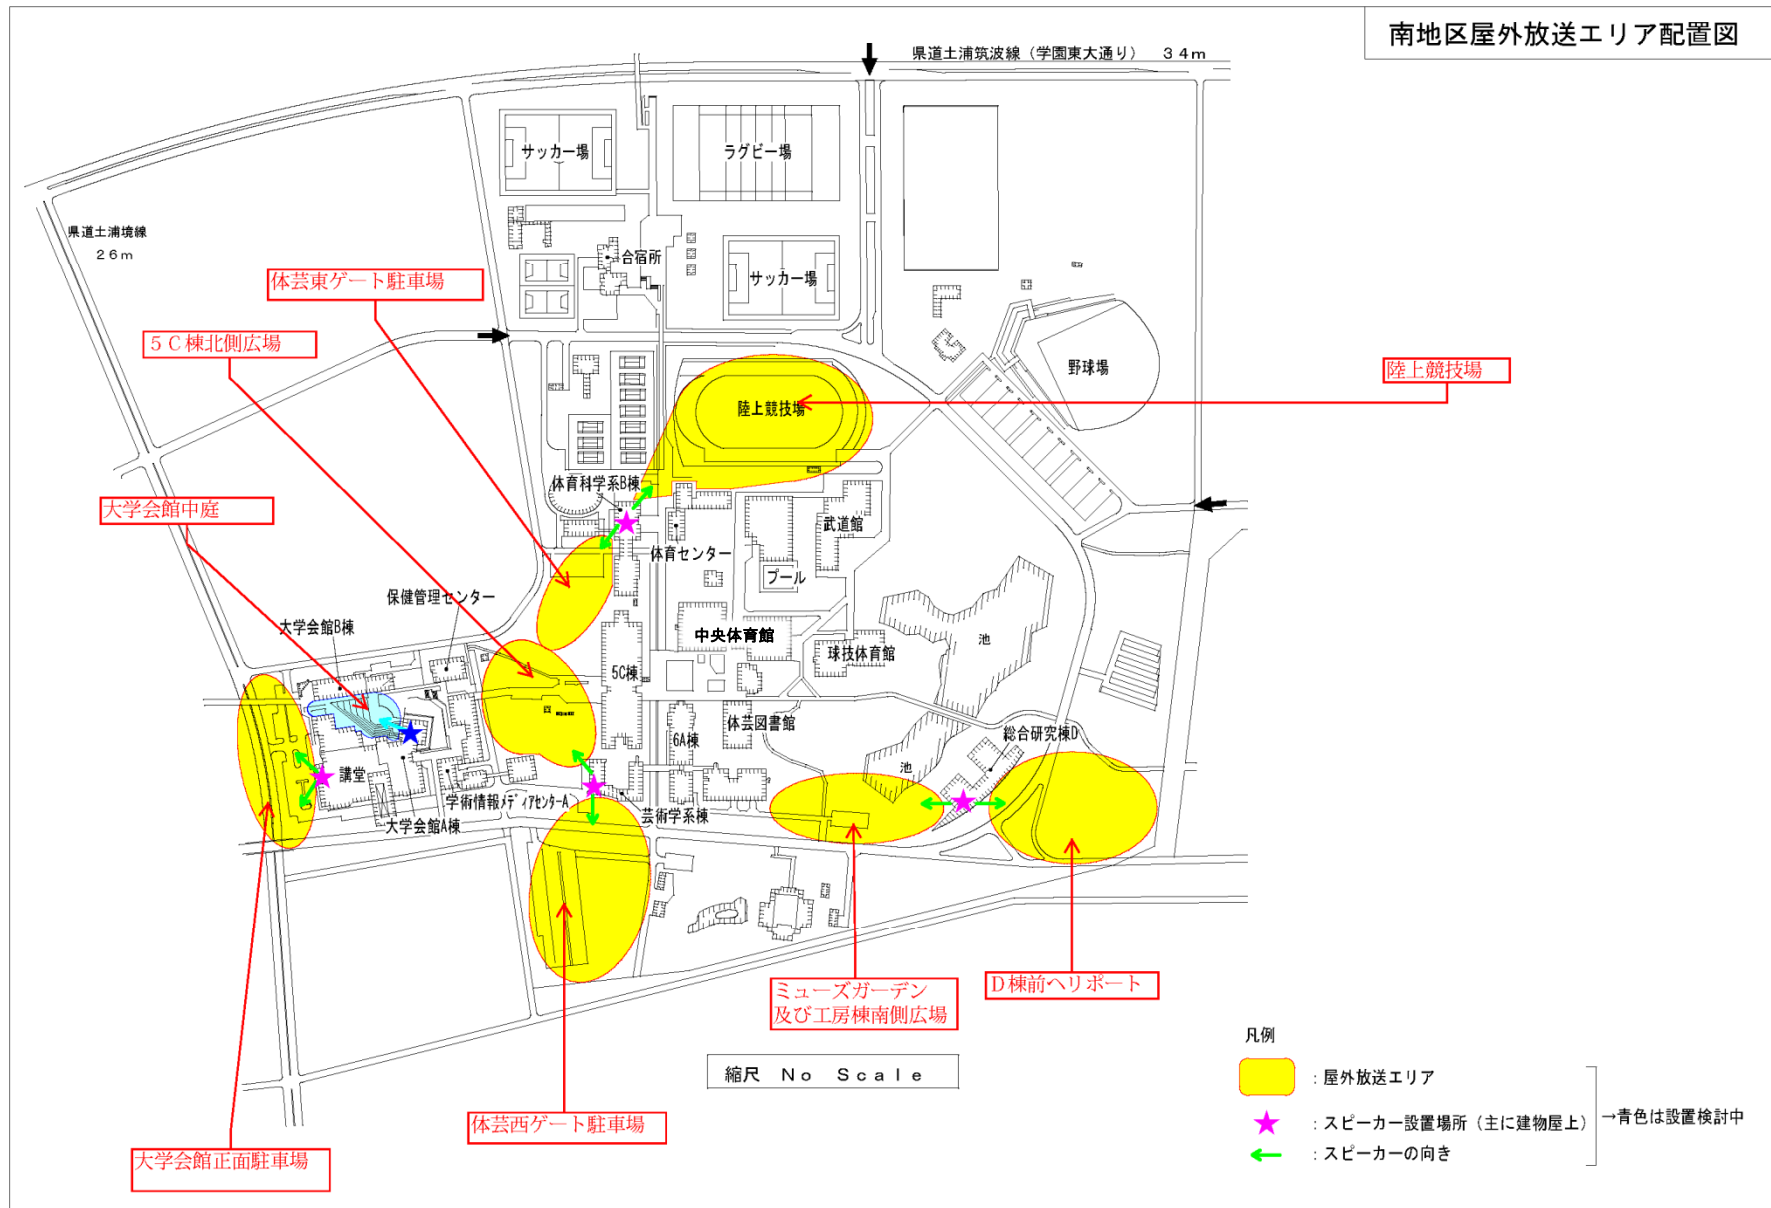 南地区屋外放送エリア配置図
県道土浦筑波線（学園東大通り）　３４ｍ
サッカー場
ラグビー場
県道土浦境線
２６ｍ
合宿所
サッカー場
体芸東ゲート駐車場
５Ｃ棟北側広場
野球場
陸上競技場
陸上競技場
体育科学系B棟
大学会館中庭
武道館
体育センター
プール
保健管理センター
大学会館B棟
中央体育館
池
球技体育館
5C棟
体芸図書館
6A棟
総合研究棟D
池
講堂
学術情報メディアセンターA
芸術学系棟
大学会館A棟
ミューズガーデン
及び工房棟南側広場
Ｄ棟前ヘリポート
凡例
縮尺　Ｎｏ　Ｓｃａｌｅ
：屋外放送エリア
：スピーカー設置場所（主に建物屋上）
→青色は設置検討中
：スピーカーの向き
体芸西ゲート駐車場
大学会館正面駐車場